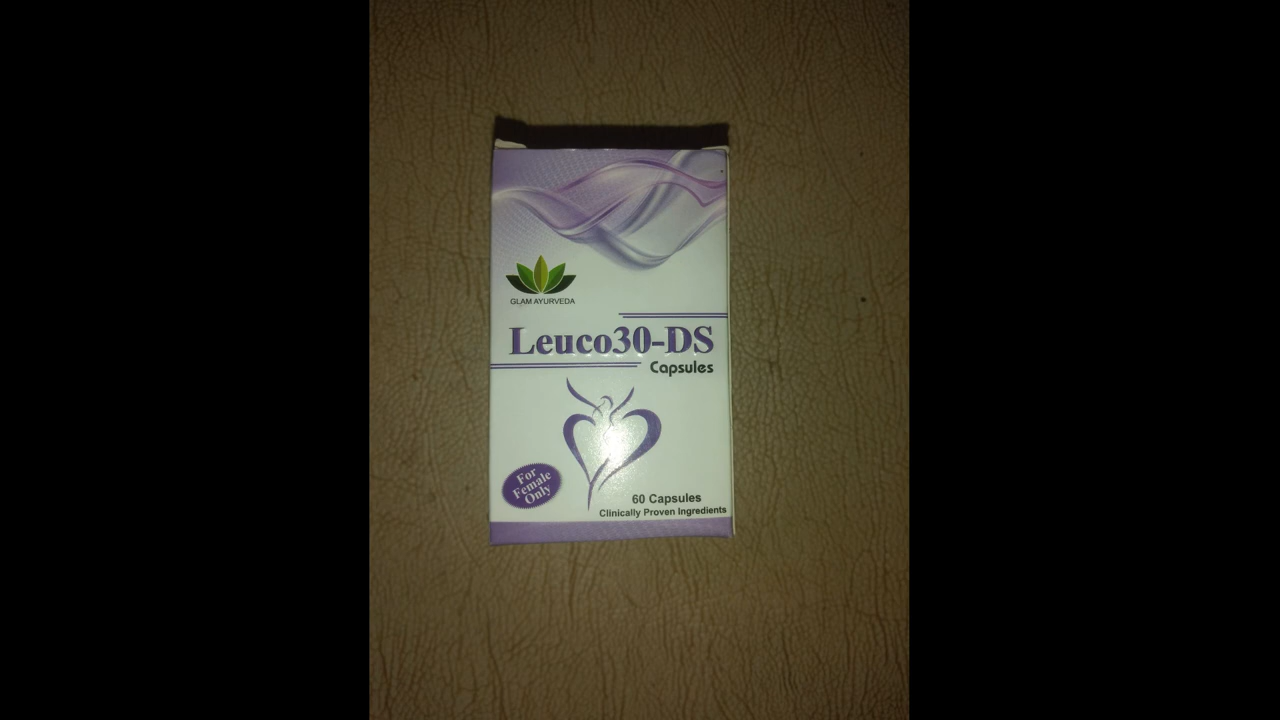 GLAM AYURVEDA
Leuco30-DS
Capsules
For
Female
Only
60 Capsules
Clinically Proven Ingredients